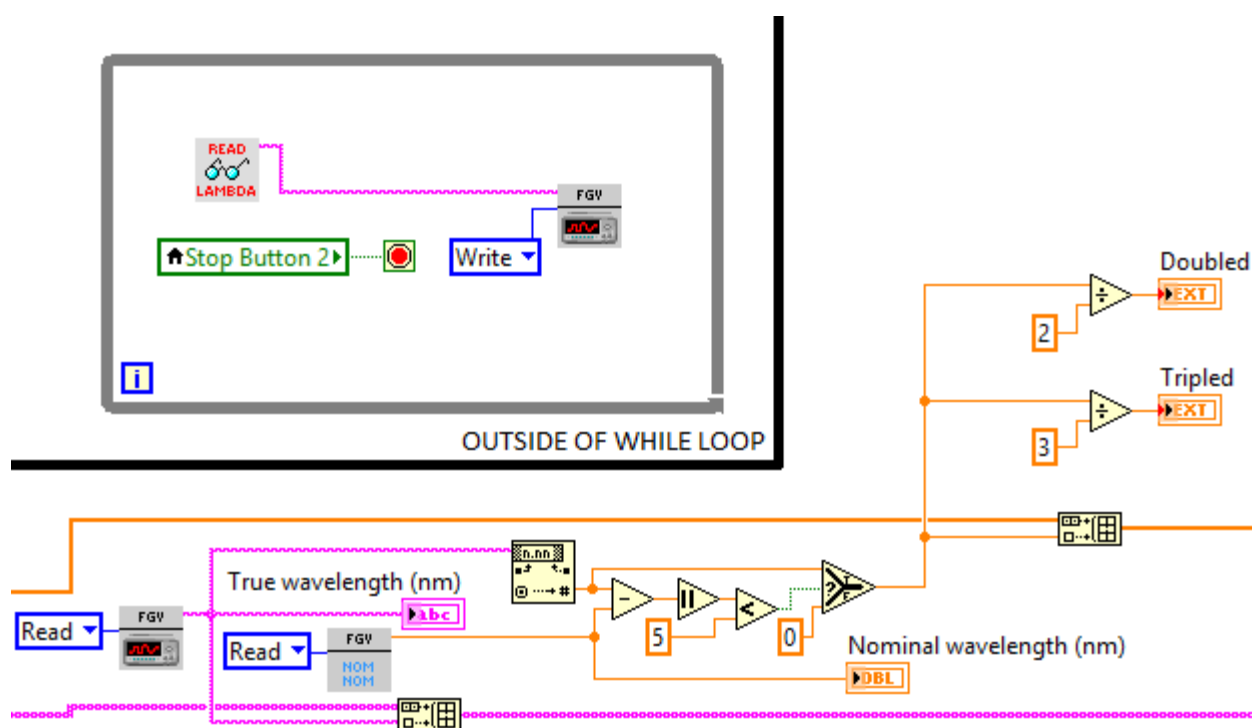 READ
LAMBDA
FGV
Stop Button 2
Write
i
OUTSIDE OF WHILE LOOP
Doubled
÷
EXT
2
Tripled
÷
EXT
3
n.nn
#
True wavelength (nm)
abc
Read
FGV
Read
FGV
NOM
NOM
-
||
<
5
?
T
F
0
Nominal wavelength (nm)
DBL